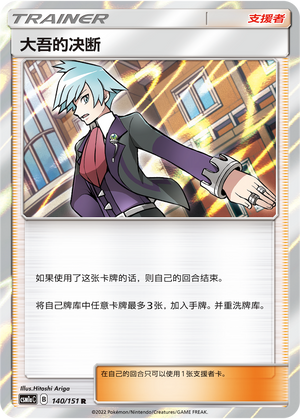 TRAINER
支援者
大吾的决断
如果使用了这张卡牌的话，则自己的回合结束。
将自己牌库中任意卡牌最多3张，加入手牌。并重洗牌库。
在自己的回合只可以使用1张支援者卡。
Illus.Hitoshi Ariga
CSM1aC B 140/151 R
©2022 Pokémon/Nintendo/Creatures/GAME FREAK.